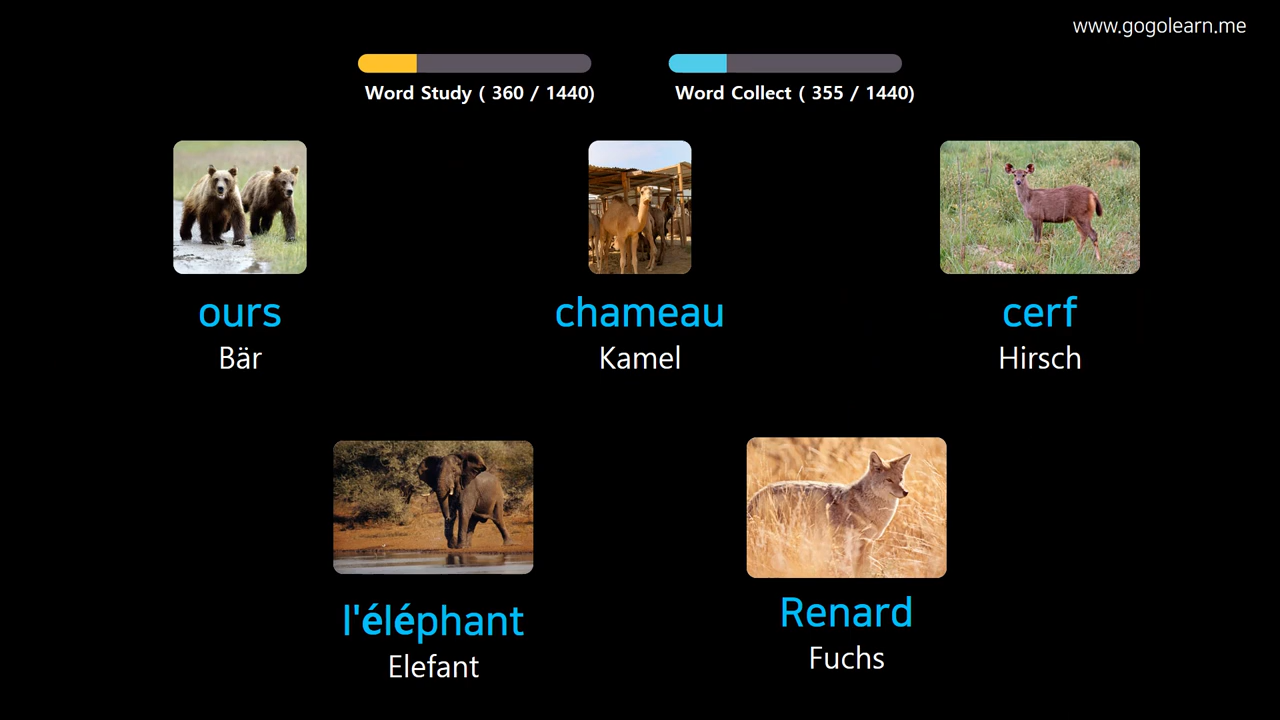 www.gogolearn.me
Word Study ( 360 / 1440)
Word Collect ( 355 / 1440)
ours
Bär
chameau
Kamel
cerf
Hirsch
l'éléphant
Elefant
Renard
Fuchs